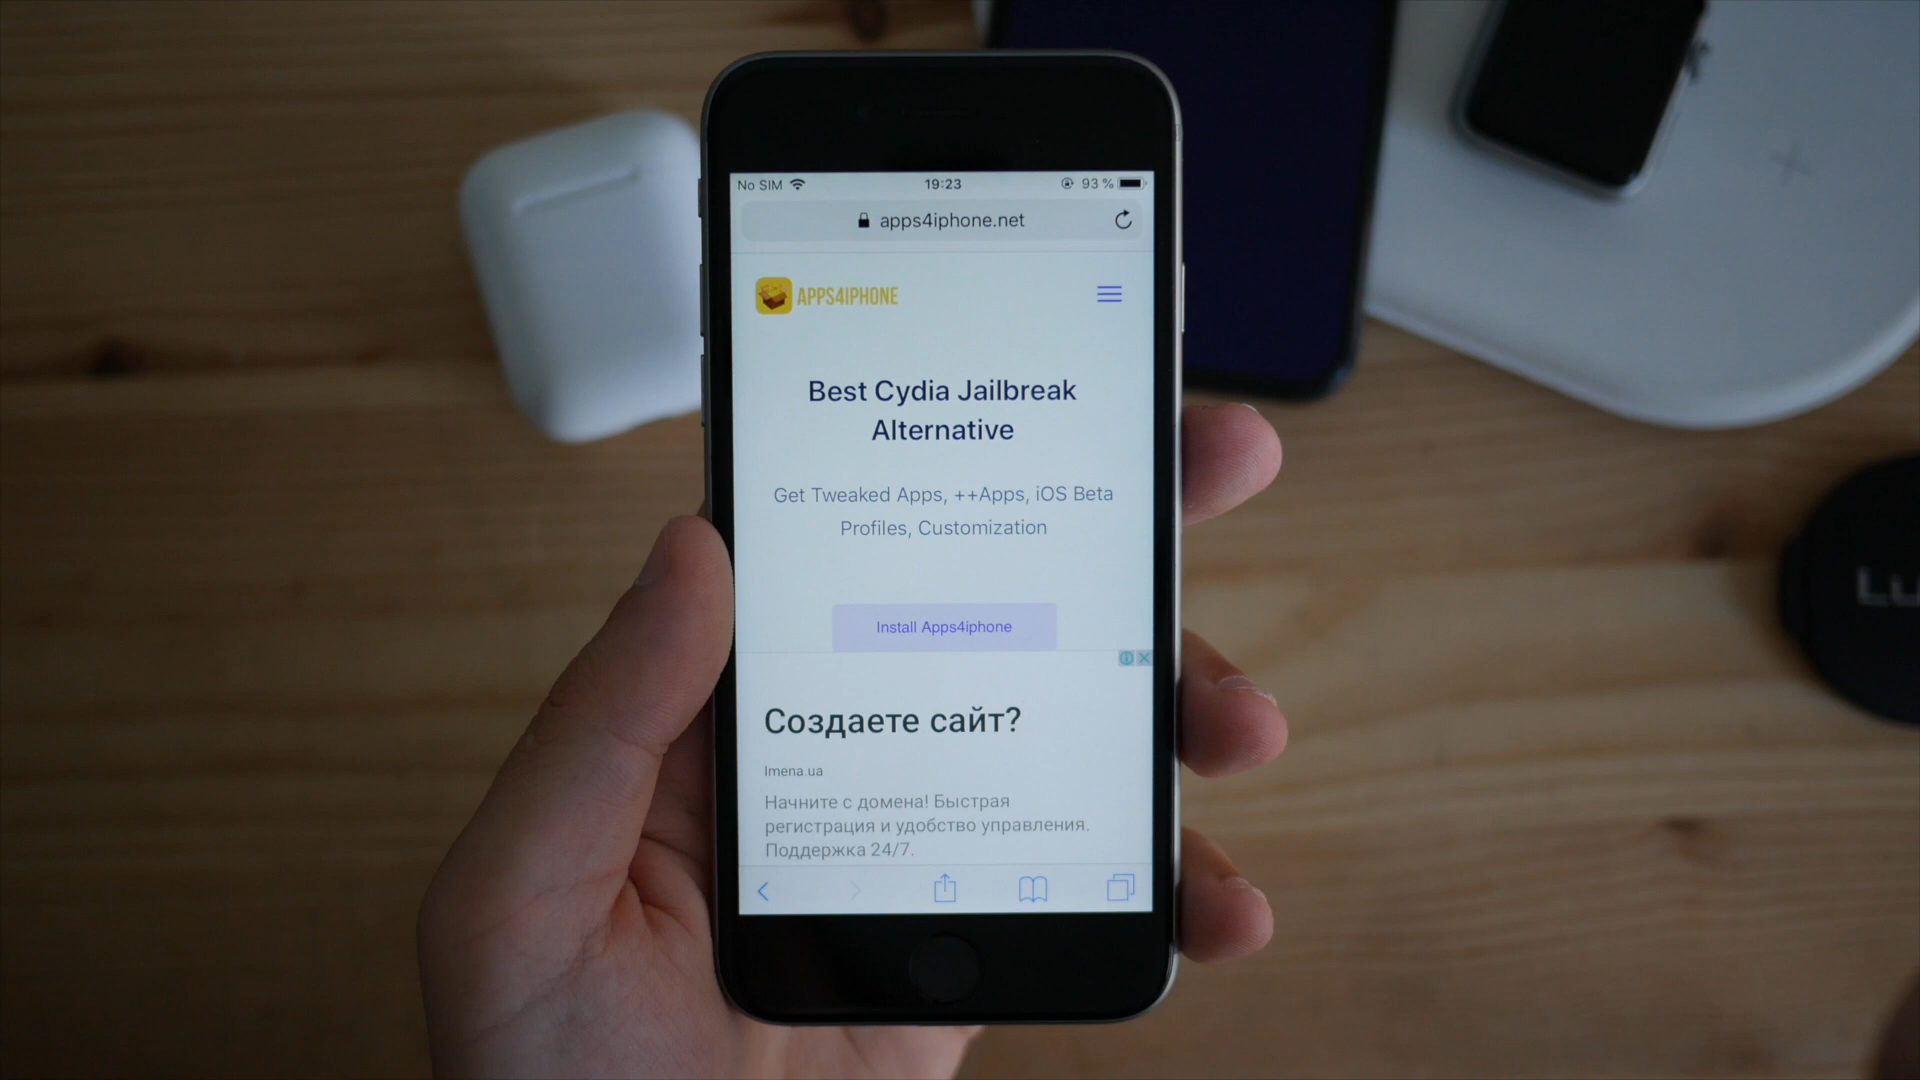 No SIM 19:23 93 %
apps4iphone.net
APPS4IPHONE
Best Cydia Jailbreak
Alternative
Get Tweaked Apps, ++Apps, iOS Beta
Profiles, Customization
Install Apps4iphone
Создаете сайт?
Imena.ua
Начните с домена! Быстрая
регистрация и удобство управления.
Поддержка 24/7.